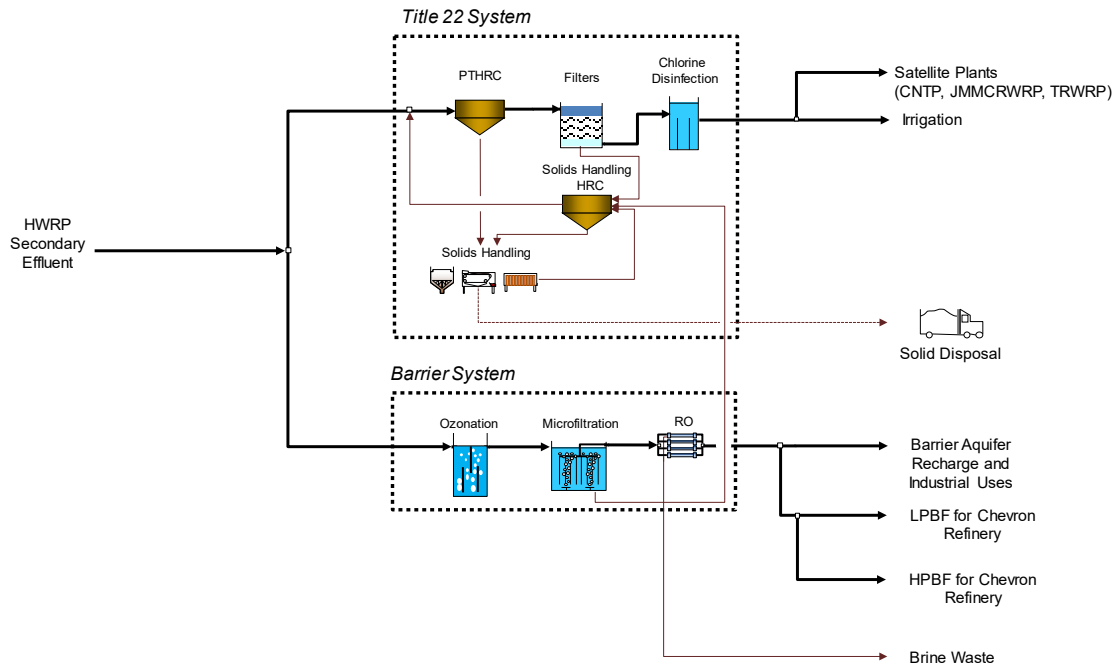 Title 22 System
PTHRC
Filters
Chlorine
Disinfection
Satellite Plants
(CNTP, JMMCRWRP, TRWRP)
Irrigation
Solids Handling
HRC
HWRP
Secondary
Effluent
Solids Handling
Solid Disposal
Barrier System
Ozonation
Microfiltration
RO
Barrier Aquifer
Recharge and
Industrial Uses
LPBF for Chevron
Refinery
HPBF for Chevron
Refinery
Brine Waste